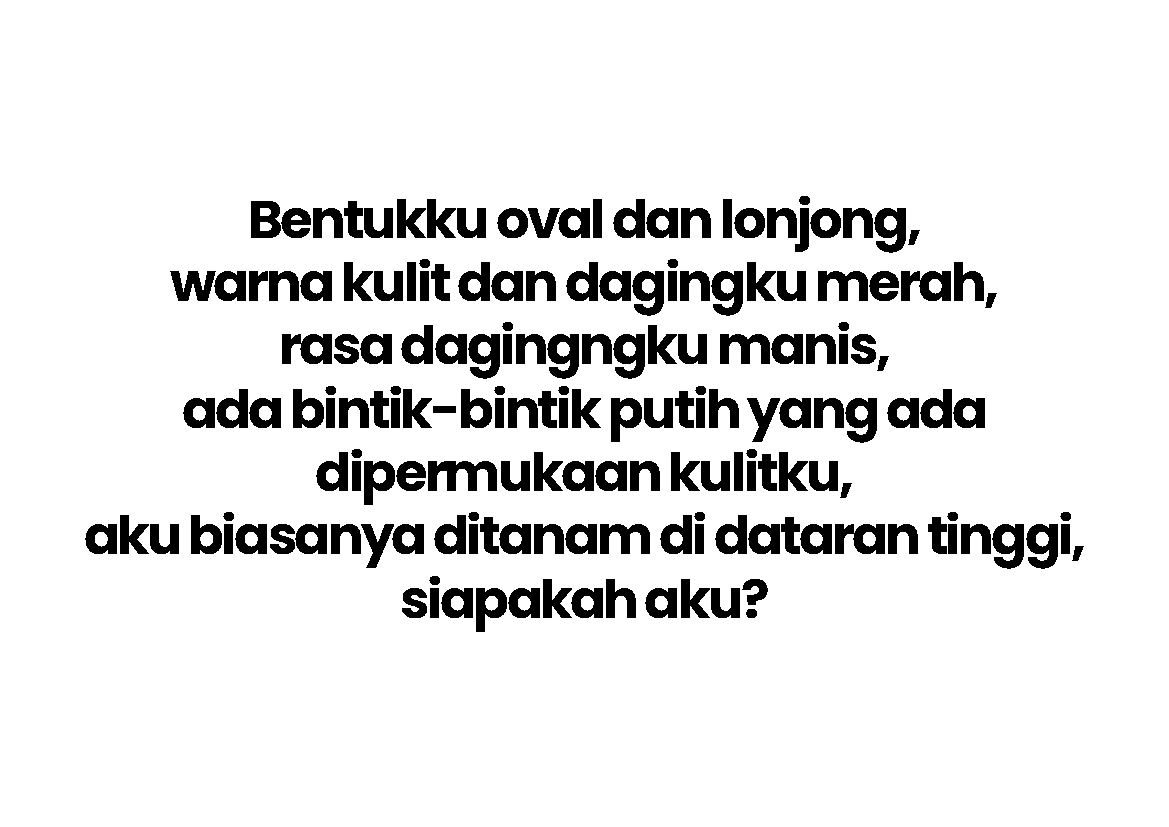 Bentukku oval dan lonjong,
warna kulit dan dagingku merah,
rasa dagingngku manis,
ada bintik-bintik putih yang ada
dipermukaan kulitku,
aku biasanya ditanam di dataran tinggi,
siapakah aku?